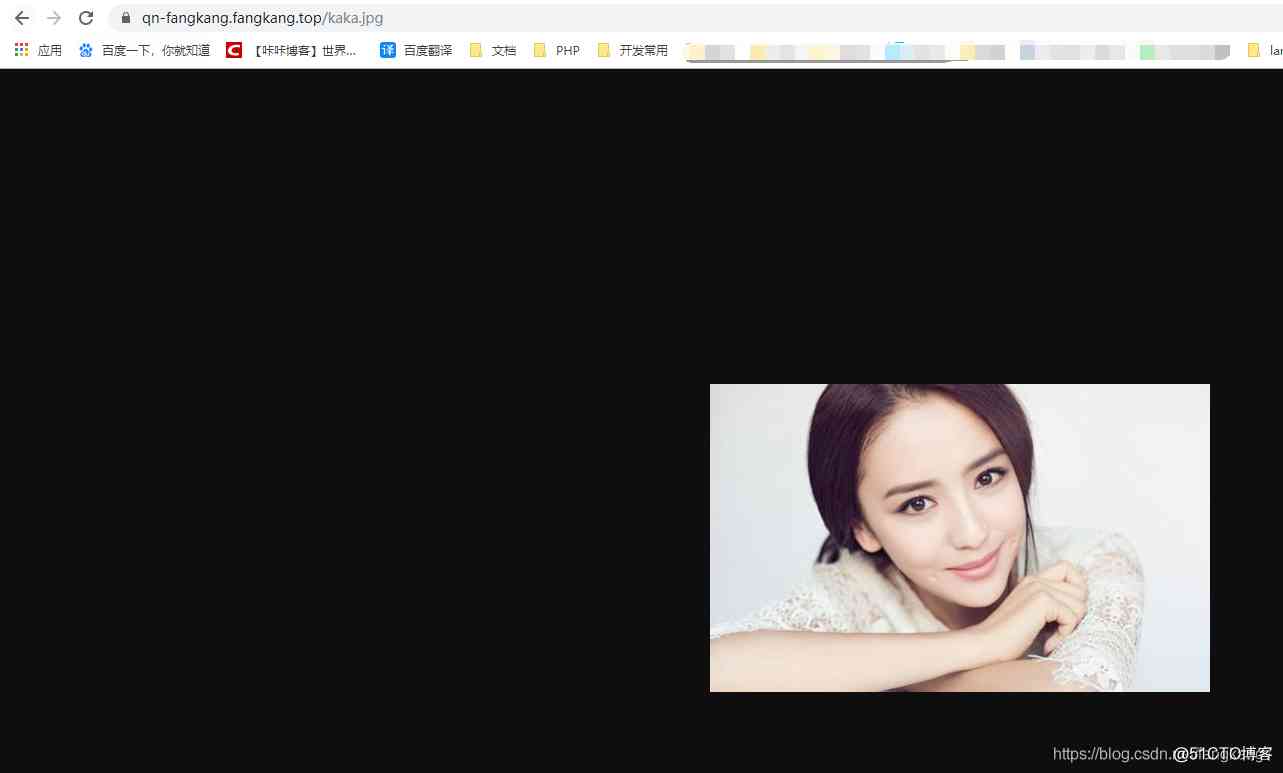 qn-fangkang.fangkang.top/kaka.jpg
应用 百度一下，你就知道 【咔咔博客】世界... 译 百度翻译 文档 PHP 开发常用 lar
https://blog.csdn.n
@51CTO博客